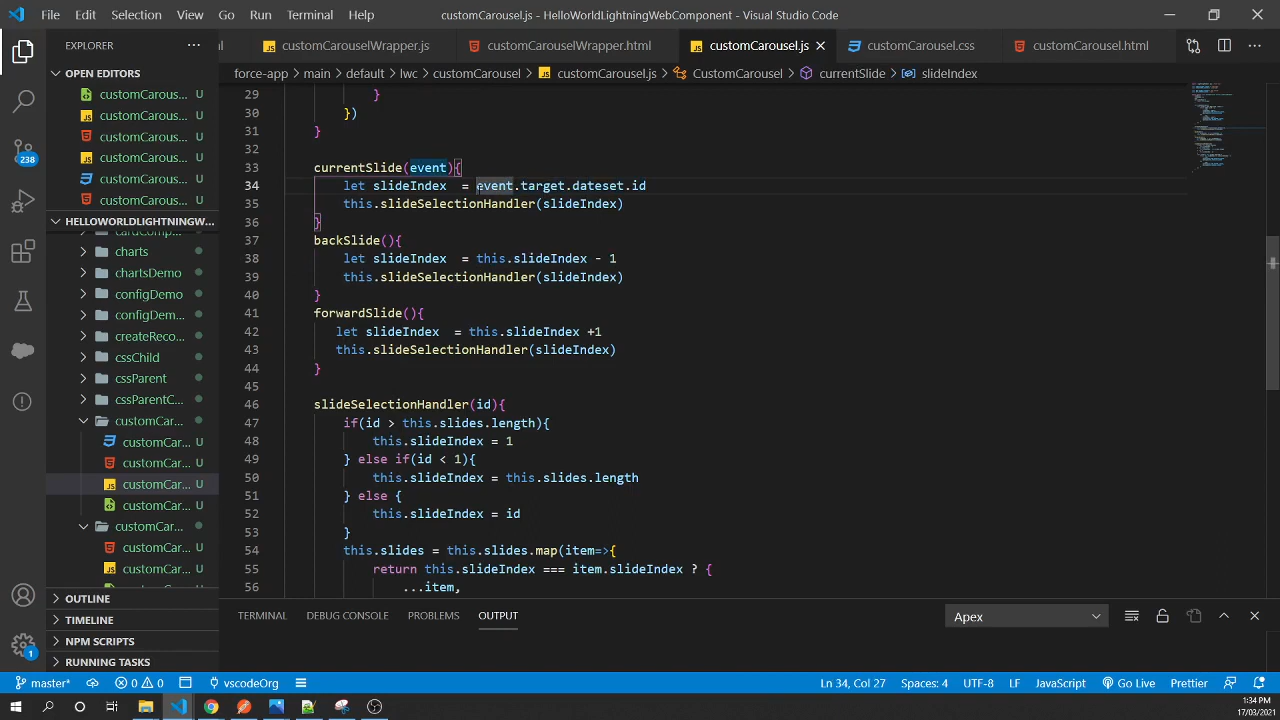 File Edit Selection View Go Run Terminal Help customCarousel.js - HelloWorldLightningWebComponent - Visual Studio Code
EXPLORER ··· customCarouselWrapper.js customCarouselWrapper.html customCarousel.js customCarousel.css customCarousel.html
OPEN EDITORS
force-app > main > default > lwc > customCarousel > customCarousel.js > CustomCarousel > currentSlide > slideIndex
customCarous... U
customCarous... U
customCarous... U
customCarous... U
customCarous... U
customCarous... U
HELLOWORLDLIGHTNINGW...
charts
chartsDemo
configDemo
configDem...
createReco...
cssChild
cssParent
cssParentC...
customCar...
customCar... U
customCar... U
customCar... U
customCar... U
customCar...
customCar... U
customCar... U
OUTLINE
TIMELINE
NPM SCRIPTS
RUNNING TASKS
238
1
29 }
30 })
31 }
32
33 currentSlide(event){
34 let slideIndex = event.target.dateset.id
35 this.slideSelectionHandler(slideIndex)
36 }
37 backSlide(){
38 let slideIndex = this.slideIndex - 1
39 this.slideSelectionHandler(slideIndex)
40 }
41 forwardSlide(){
42 let slideIndex = this.slideIndex +1
43 this.slideSelectionHandler(slideIndex)
44 }
45
46 slideSelectionHandler(id){
47 if(id > this.slides.length){
48 this.slideIndex = 1
49 } else if(id < 1){
50 this.slideIndex = this.slides.length
51 } else {
52 this.slideIndex = id
53 }
54 this.slides = this.slides.map(item=>{
55 return this.slideIndex === item.slideIndex ? {
56 ...item,
TERMINAL DEBUG CONSOLE PROBLEMS OUTPUT Apex
master* 0 0 vscodeOrg Ln 34, Col 27 Spaces: 4 UTF-8 LF JavaScript Go Live Prettier
1:34 PM
17/03/2021